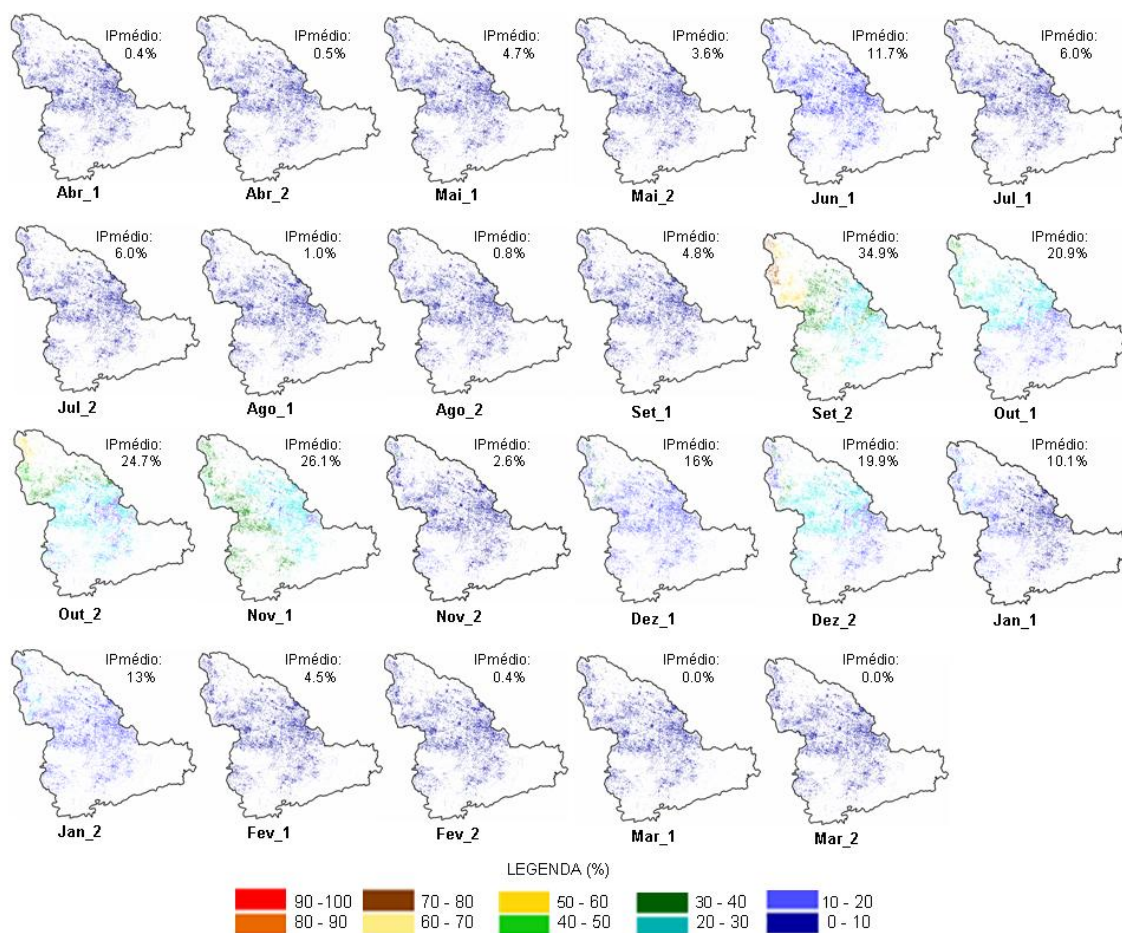 IPmédio:
0.4%
Abr_1
IPmédio:
0.5%
Abr_2
IPmédio:
4.7%
Mai_1
IPmédio:
3.6%
Mai_2
IPmédio:
11.7%
Jun_1
IPmédio:
6.0%
Jul_1
IPmédio:
6.0%
Jul_2
IPmédio:
1.0%
Ago_1
IPmédio:
0.8%
Ago_2
IPmédio:
4.8%
Set_1
IPmédio:
34.9%
Set_2
IPmédio:
20.9%
Out_1
IPmédio:
24.7%
Out_2
IPmédio:
26.1%
Nov_1
IPmédio:
2.6%
Nov_2
IPmédio:
16%
Dez_1
IPmédio:
19.9%
Dez_2
IPmédio:
10.1%
Jan_1
IPmédio:
13%
Jan_2
IPmédio:
4.5%
Fev_1
IPmédio:
0.4%
Fev_2
IPmédio:
0.0%
Mar_1
IPmédio:
0.0%
Mar_2
LEGENDA (%)
90 - 100
70 - 80
50 - 60
30 - 40
10 - 20
80 - 90
60 - 70
40 - 50
20 - 30
0 - 10